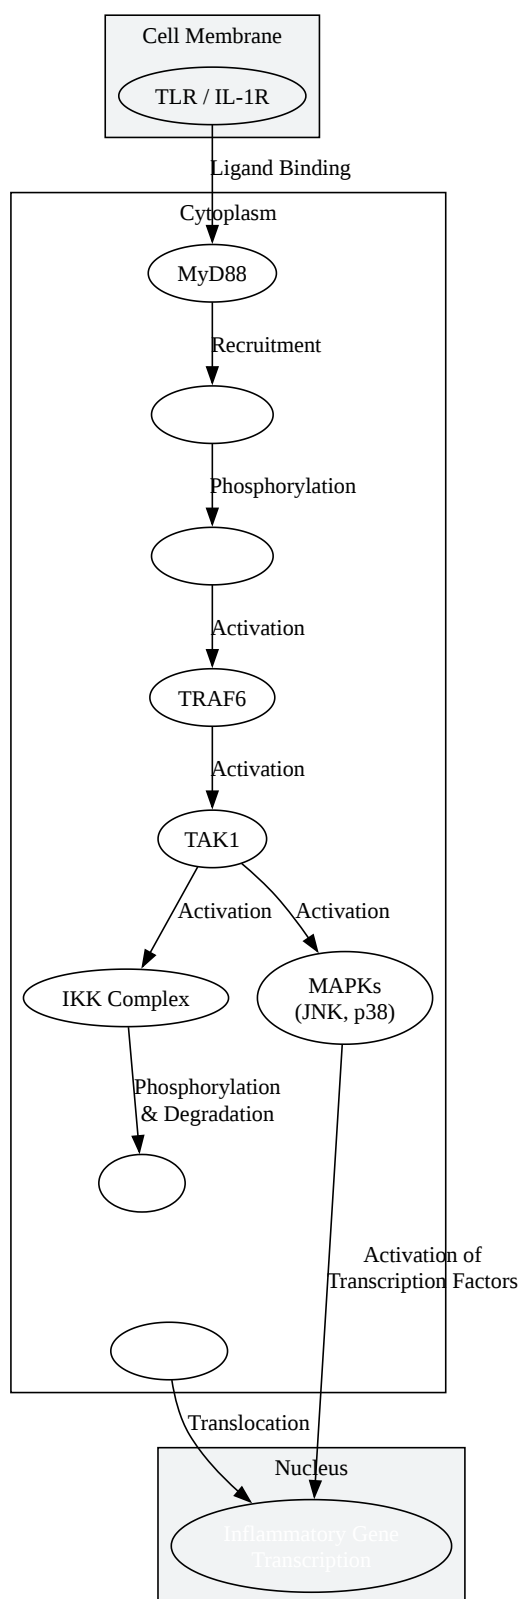 Cell Membrane
TLR / IL-1R
Ligand Binding
Cytoplasm
MyD88
Recruitment
Phosphorylation
Activation
TRAF6
Activation
TAK1
Activation
Activation
IKK Complex
MAPKs
(JNK, p38)
Phosphorylation
& Degradation
Activation of
Transcription Factors
Translocation
Nucleus
Inflammatory Gene
Transcription